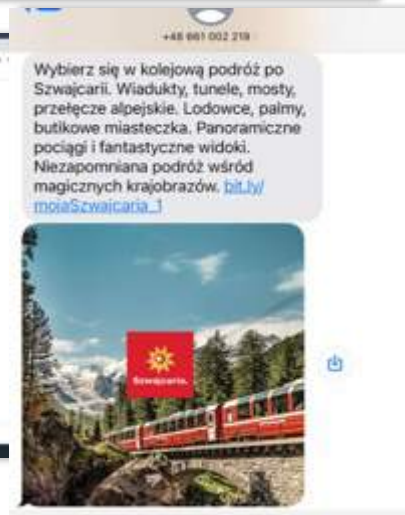 +48 661 002 219
Wybierz się w kolejową podróż po
Szwajcarii. Wiadukty, tunele, mosty,
przełęcze alpejskie. Lodowce, palmy,
butikowe miasteczka. Panoramiczne
pociągi i fantastyczne widoki.
Niezapomniana podróż wśród
magicznych krajobrazów. bit.ly/
mojaSzwajcaria_1
Szwajcaria.